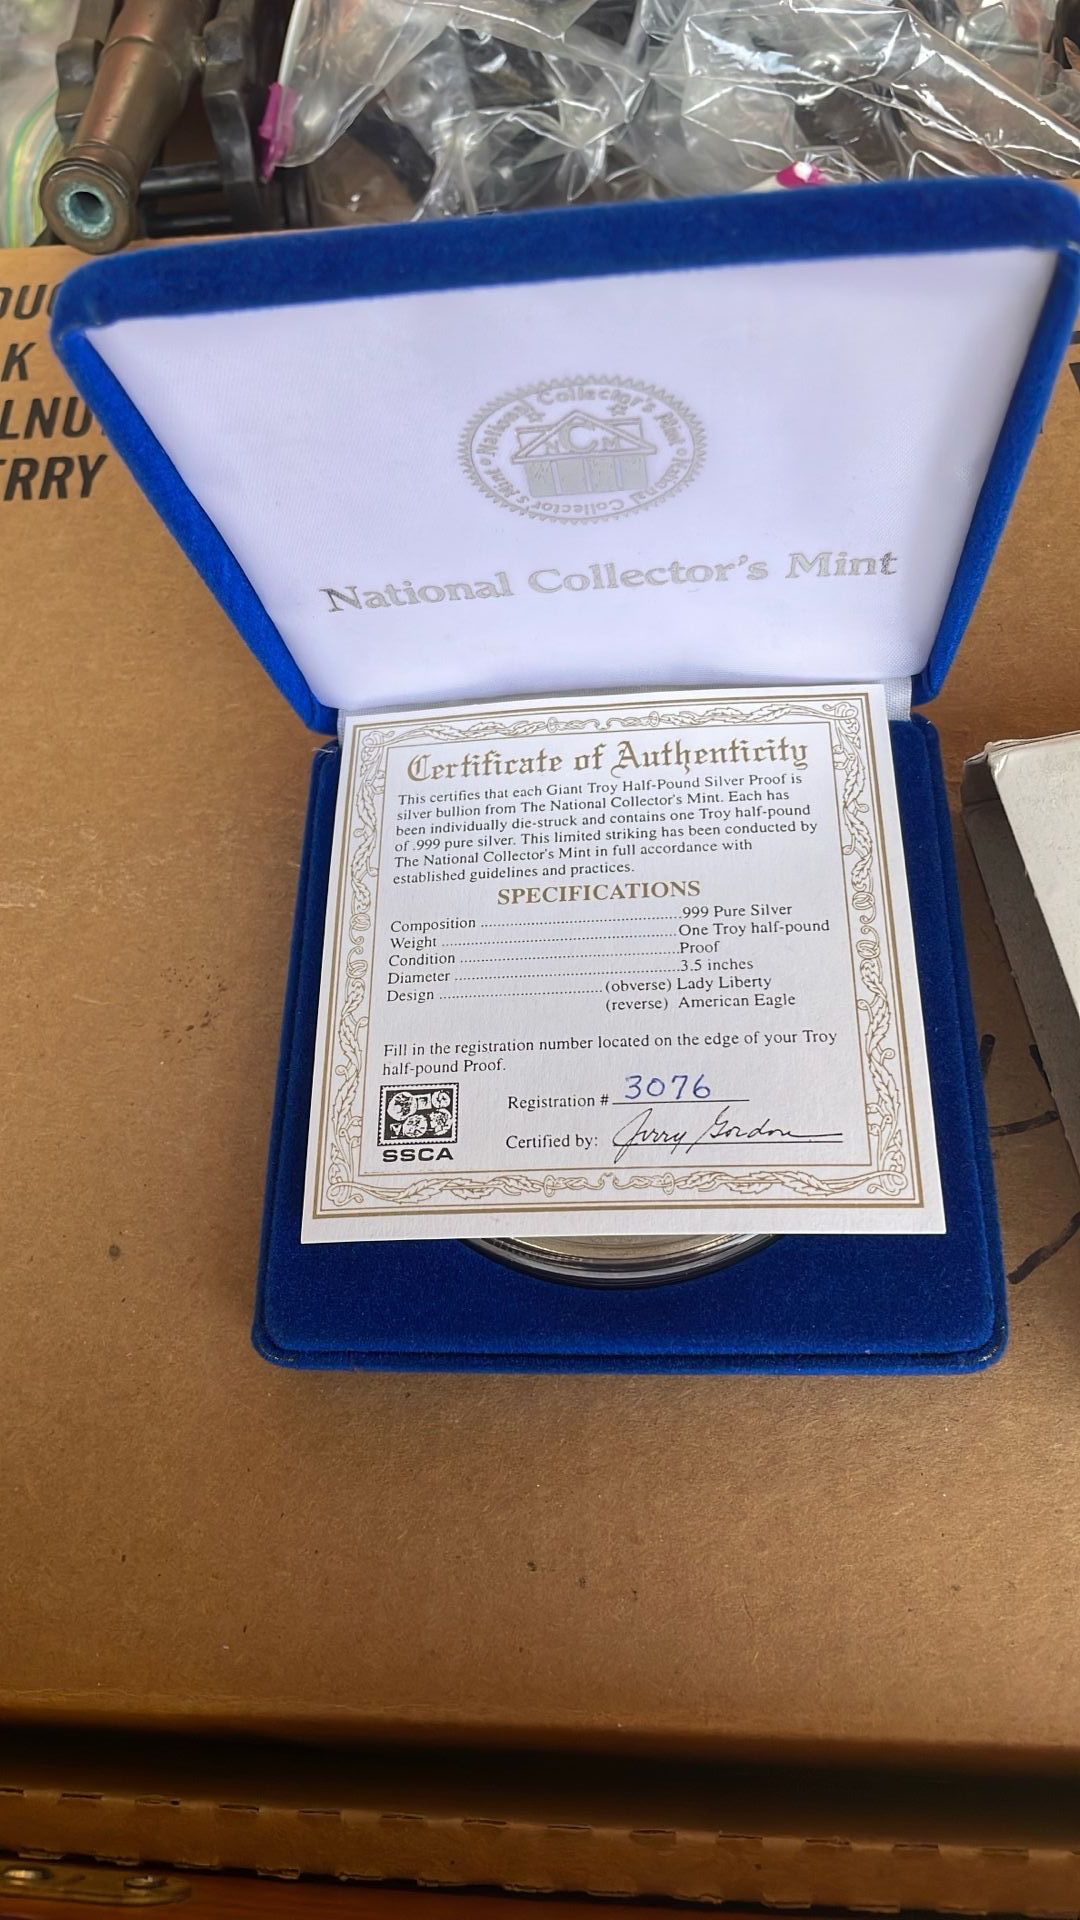 K
RRY
National Collector's Mint
National Collector's Mint
NCM
National Collector's Mint
Certificate of Authenticity
This certifies that each Giant Troy Half-Pound Silver Proof is
silver bullion from The National Collector's Mint. Each has
been individually die-struck and contains one Troy half-pound
of .999 pure silver. This limited striking has been conducted by
The National Collector's Mint in full accordance with
established guidelines and practices.
SPECIFICATIONS
Composition ........................................ .999 Pure Silver
Weight ........................................ One Troy half-pound
Condition ........................................ Proof
Diameter ........................................ 3.5 inches
Design ........................................ (obverse) Lady Liberty
(reverse) American Eagle
Fill in the registration number located on the edge of your Troy
half-pound Proof.
Registration # 3076
Certified by: Jerry Gordon
SSCA